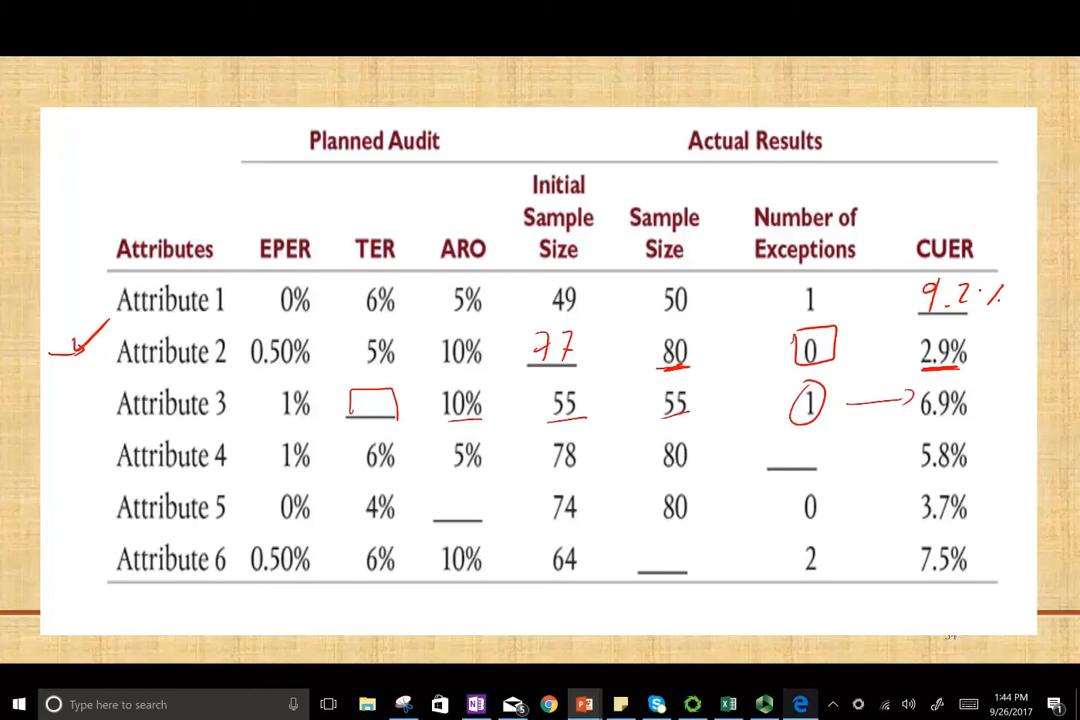 Planned Audit Actual Results
Initial
Sample Sample Number of
Attributes EPER TER ARO Size Size Exceptions CUER
Attribute 1 0% 6% 5% 49 50 1 9.2%
Attribute 2 0.50% 5% 10% 77 80 0 2.9%
Attribute 3 1% 10% 55 55 1 6.9%
Attribute 4 1% 6% 5% 78 80 5.8%
Attribute 5 0% 4% 74 80 0 3.7%
Attribute 6 0.50% 6% 10% 64 2 7.5%
Type here to search
5
1:44 PM
9/26/2017
1